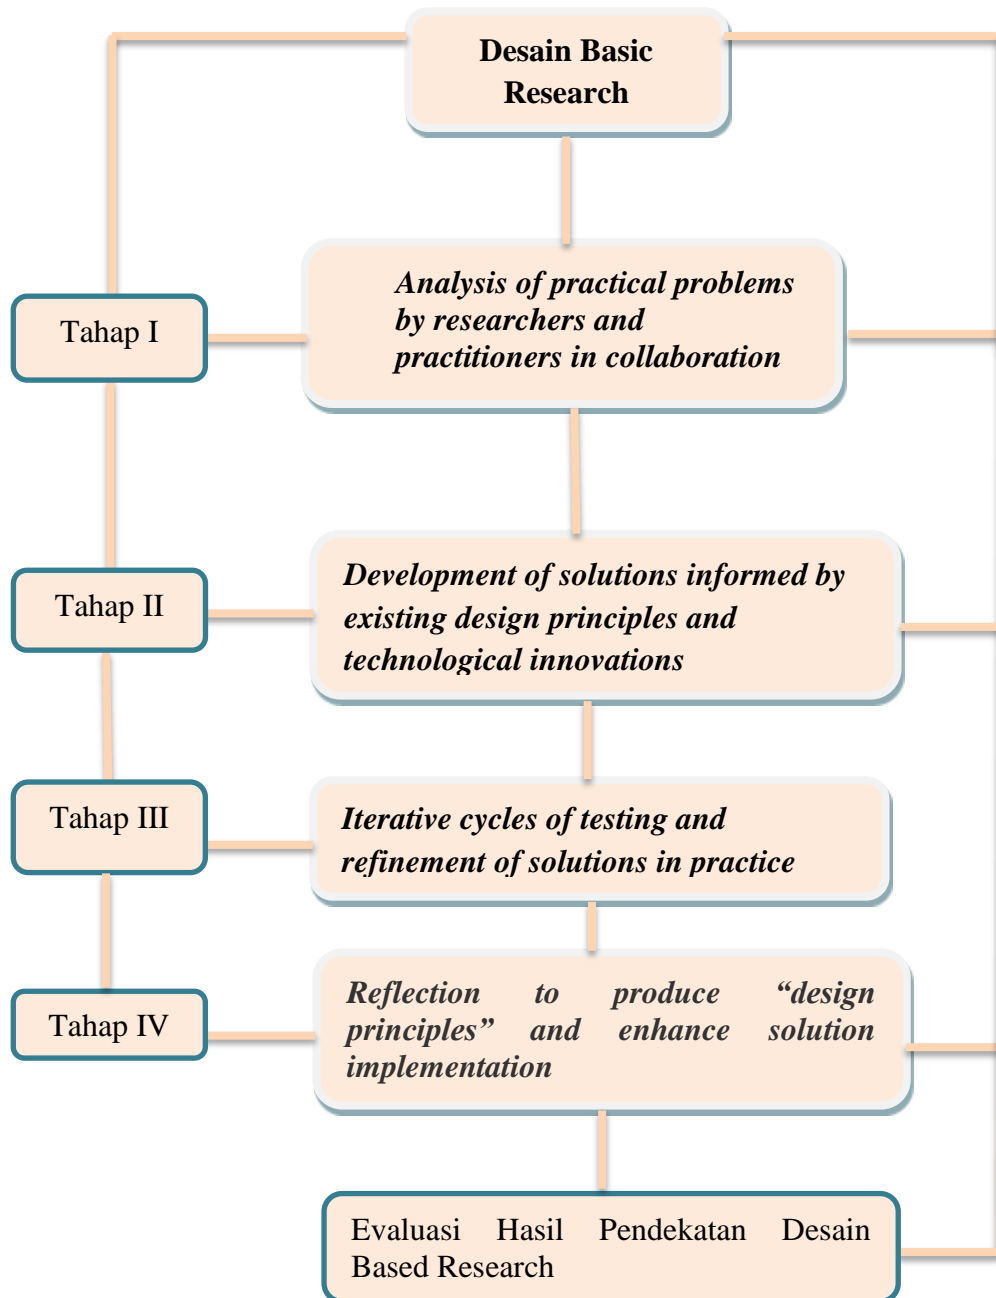 Desain Basic
Research
Analysis of practical problems
by researchers and
practitioners in collaboration
Tahap I
Development of solutions informed by
existing design principles and
technological innovations
Tahap II
Iterative cycles of testing and
refinement of solutions in practice
Tahap III
Reflection to produce “design
principles” and enhance solution
implementation
Tahap IV
Evaluasi Hasil Pendekatan Desain
Based Research